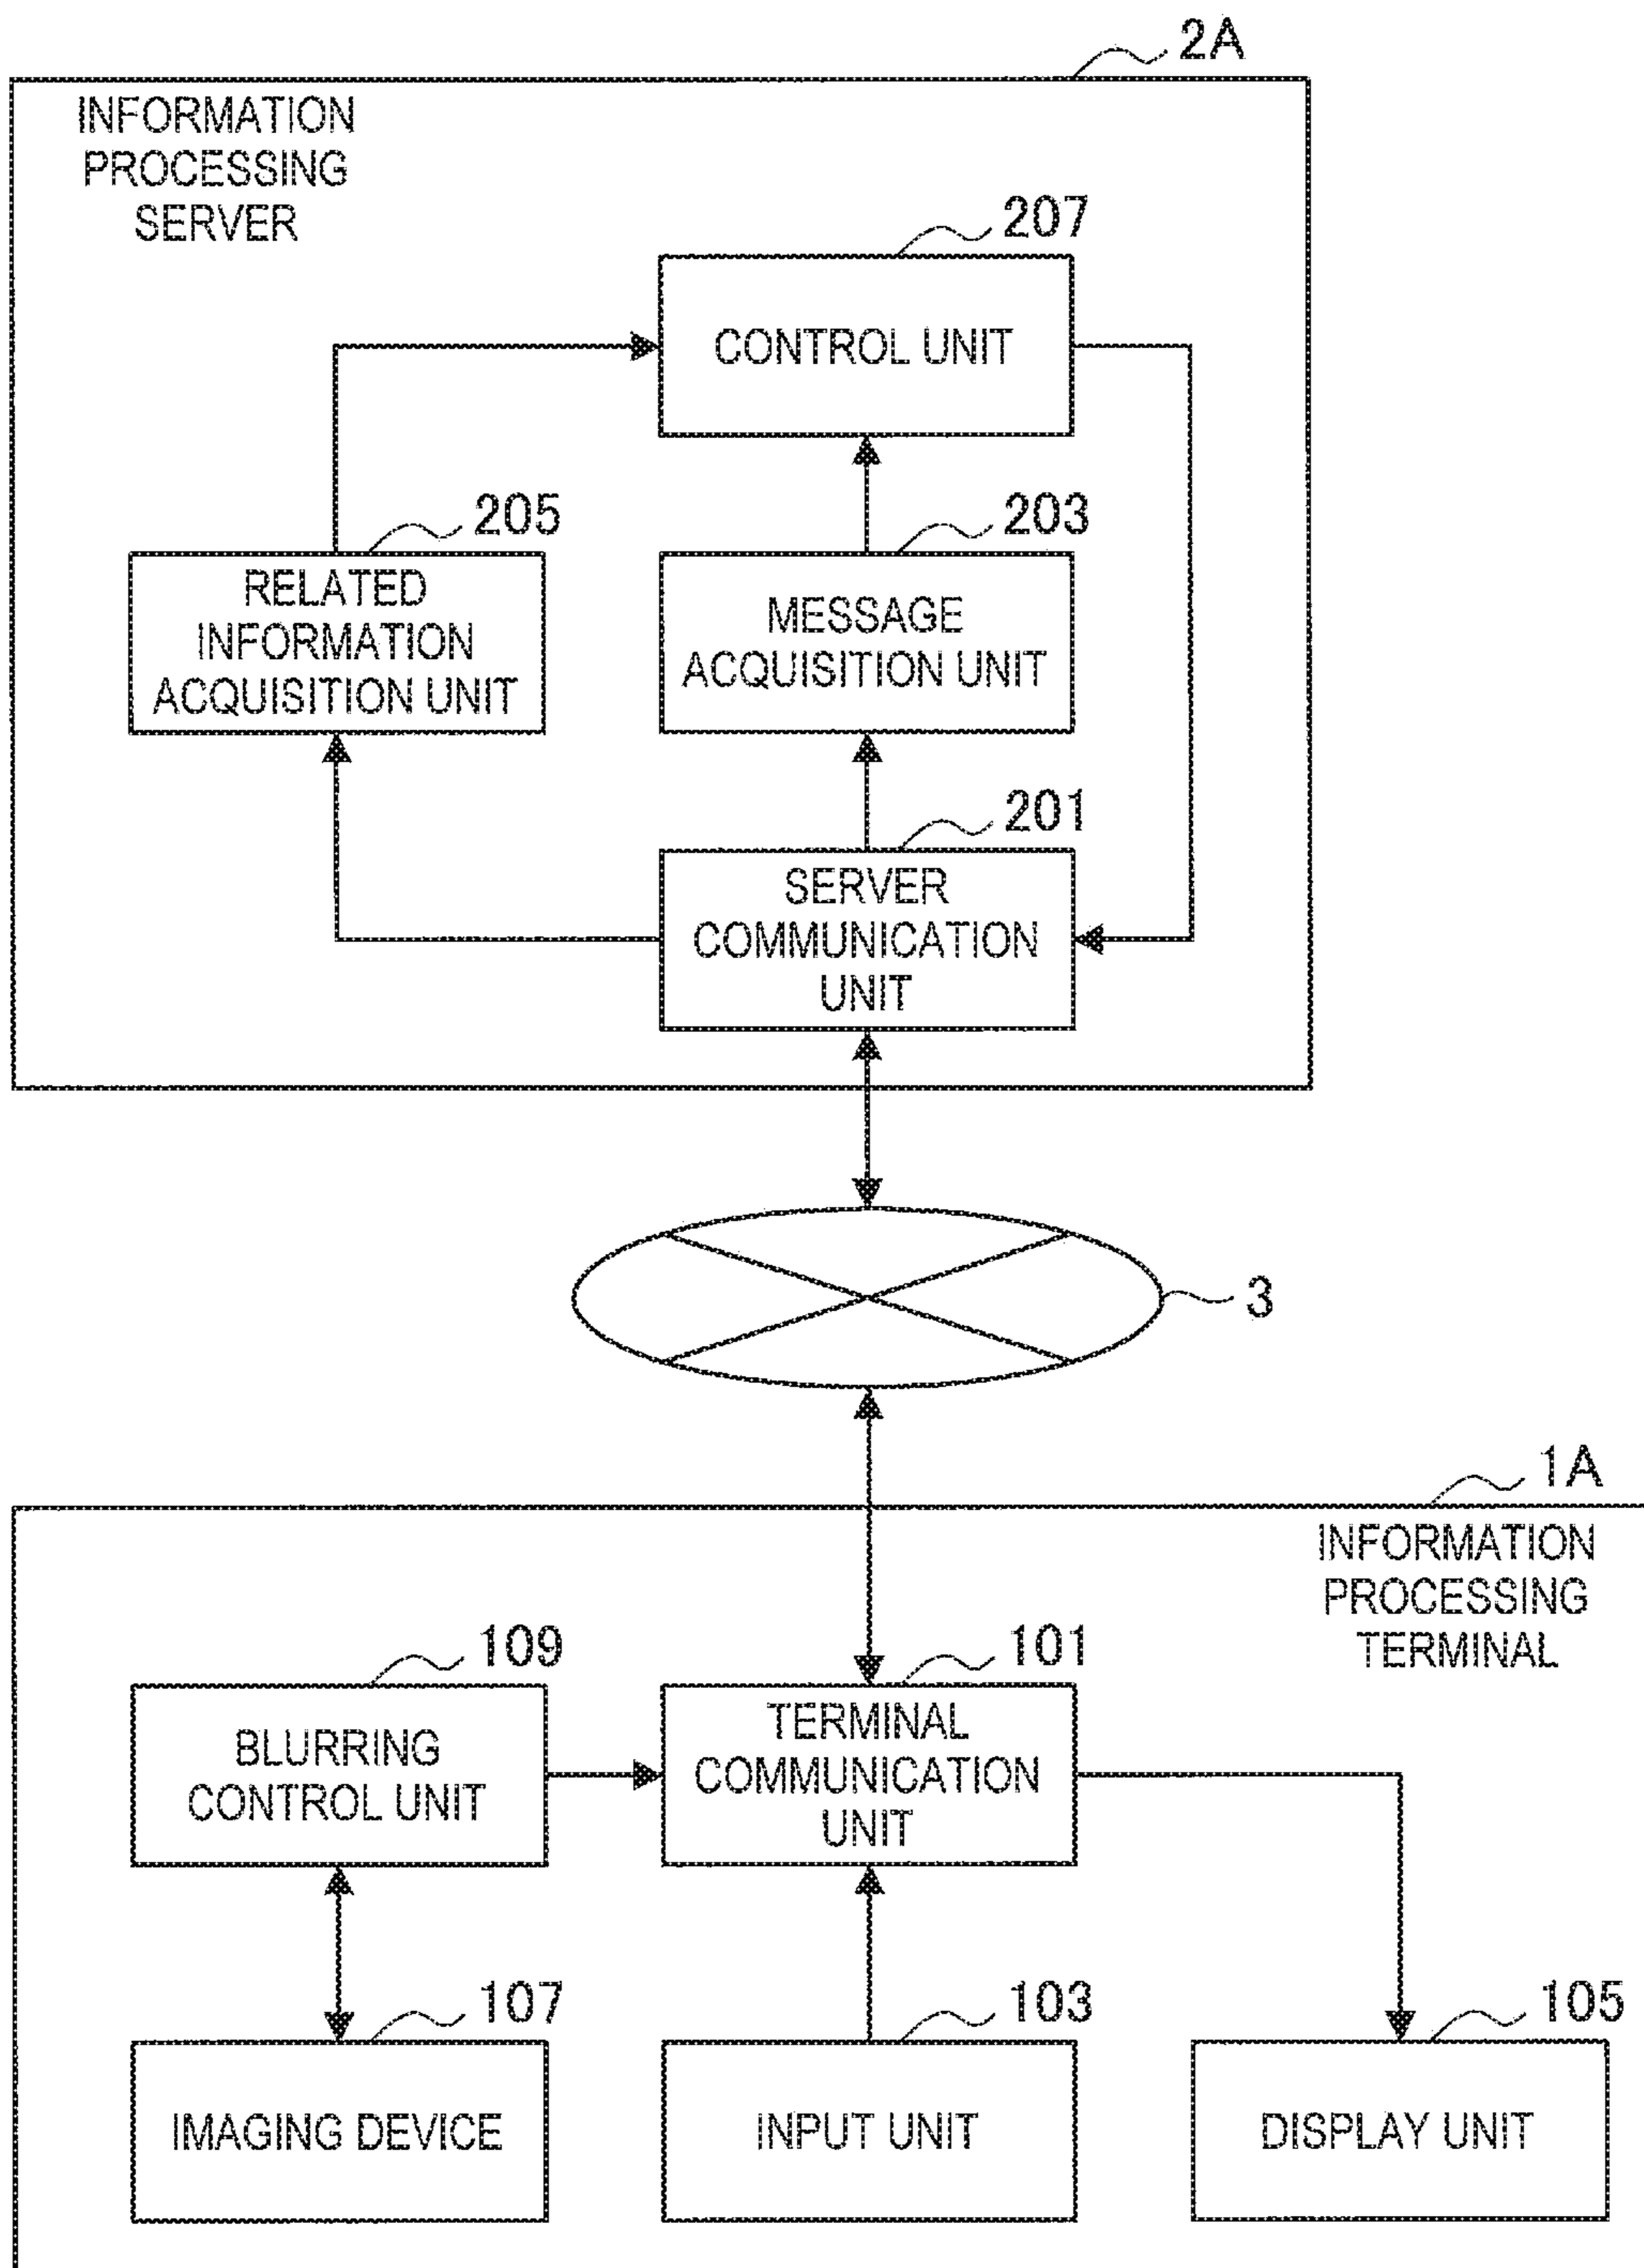 2A
INFORMATION
PROCESSING
SERVER
207
CONTROL UNIT
205
RELATED
INFORMATION
ACQUISITION UNIT
203
MESSAGE
ACQUISITION UNIT
201
SERVER
COMMUNICATION
UNIT
3
1A
INFORMATION
PROCESSING
TERMINAL
109
BLURRING
CONTROL UNIT
101
TERMINAL
COMMUNICATION
UNIT
107
IMAGING DEVICE
103
INPUT UNIT
105
DISPLAY UNIT